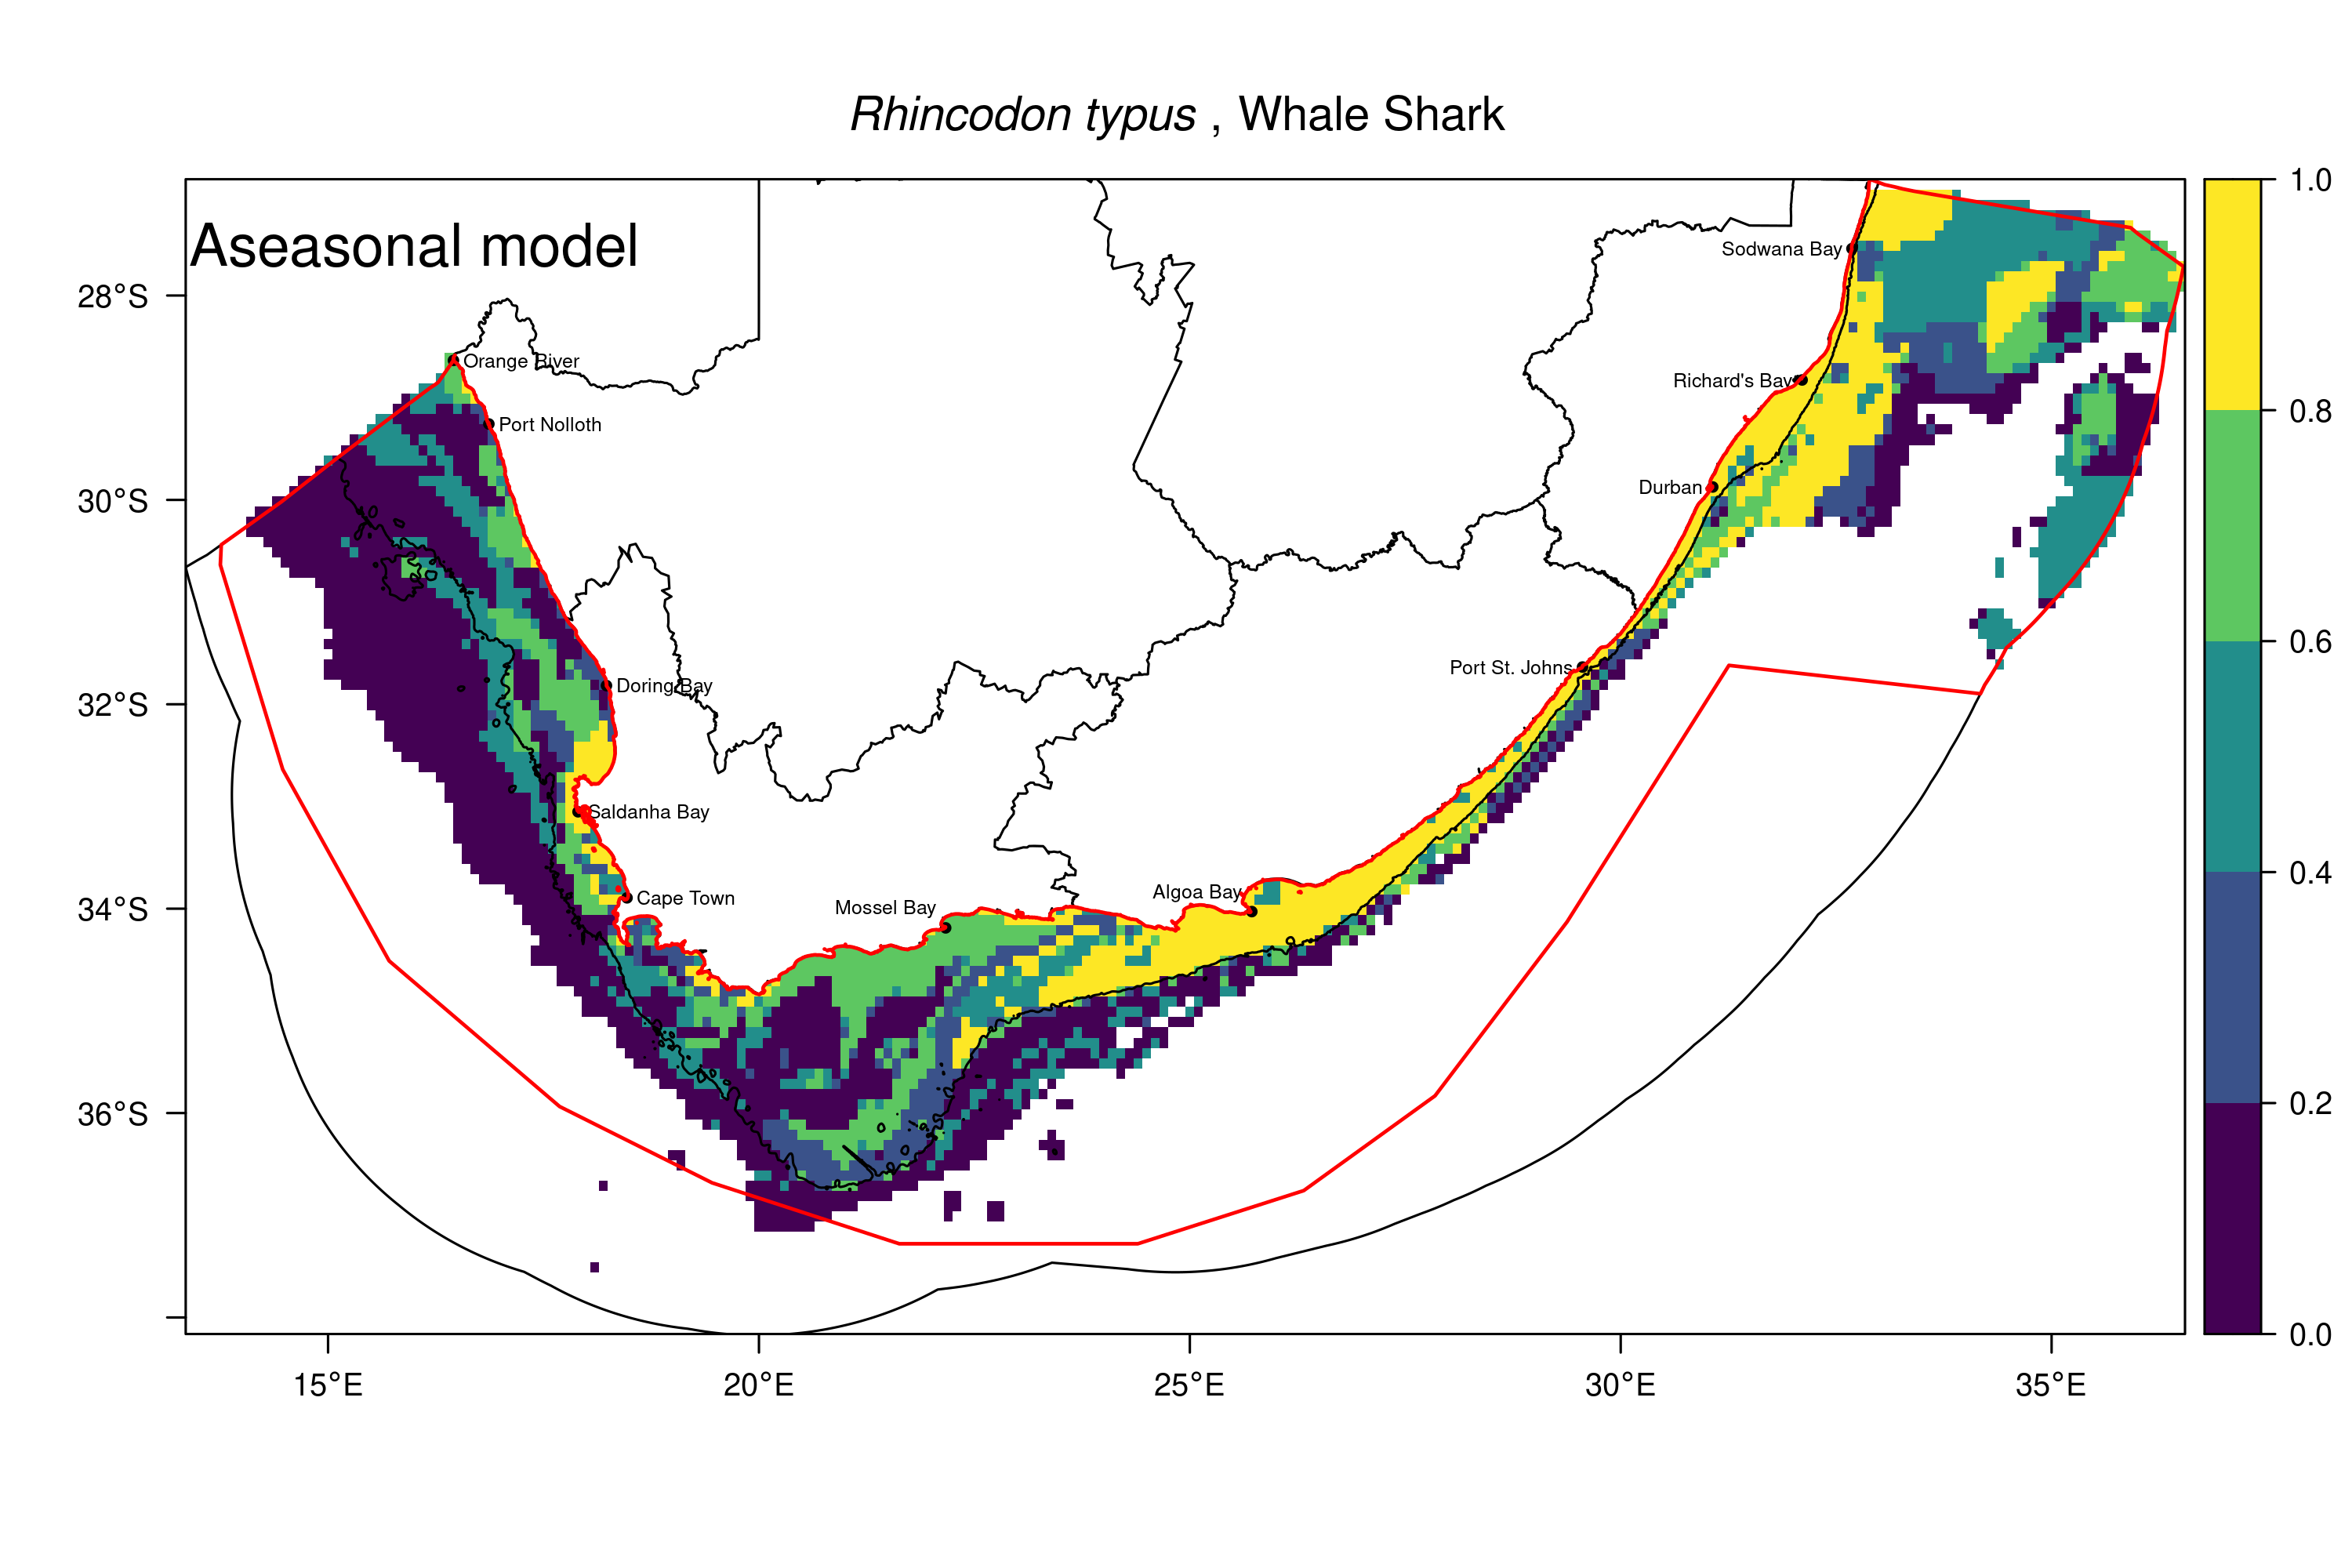 Rhincodon typus , Whale Shark
Aseasonal model
1.0
0.8
0.6
0.4
0.2
0.0
28°S
30°S
32°S
34°S
36°S
15°E
20°E
25°E
30°E
35°E
Sodwana Bay
Orange River
Richard's Bay
Port Nolloth
Durban
Port St. Johns
Doring Bay
Saldanha Bay
Algoa Bay
Cape Town
Mossel Bay